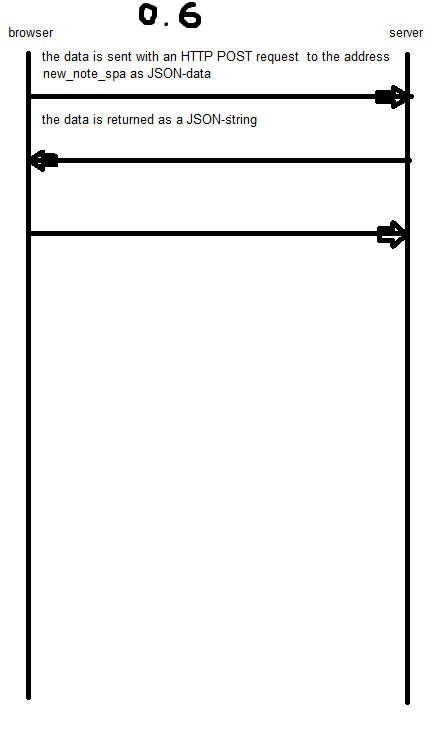 0.6
browser
server
the data is sent with an HTTP POST request  to the address
new_note_spa as JSON-data
the data is returned as a JSON-string